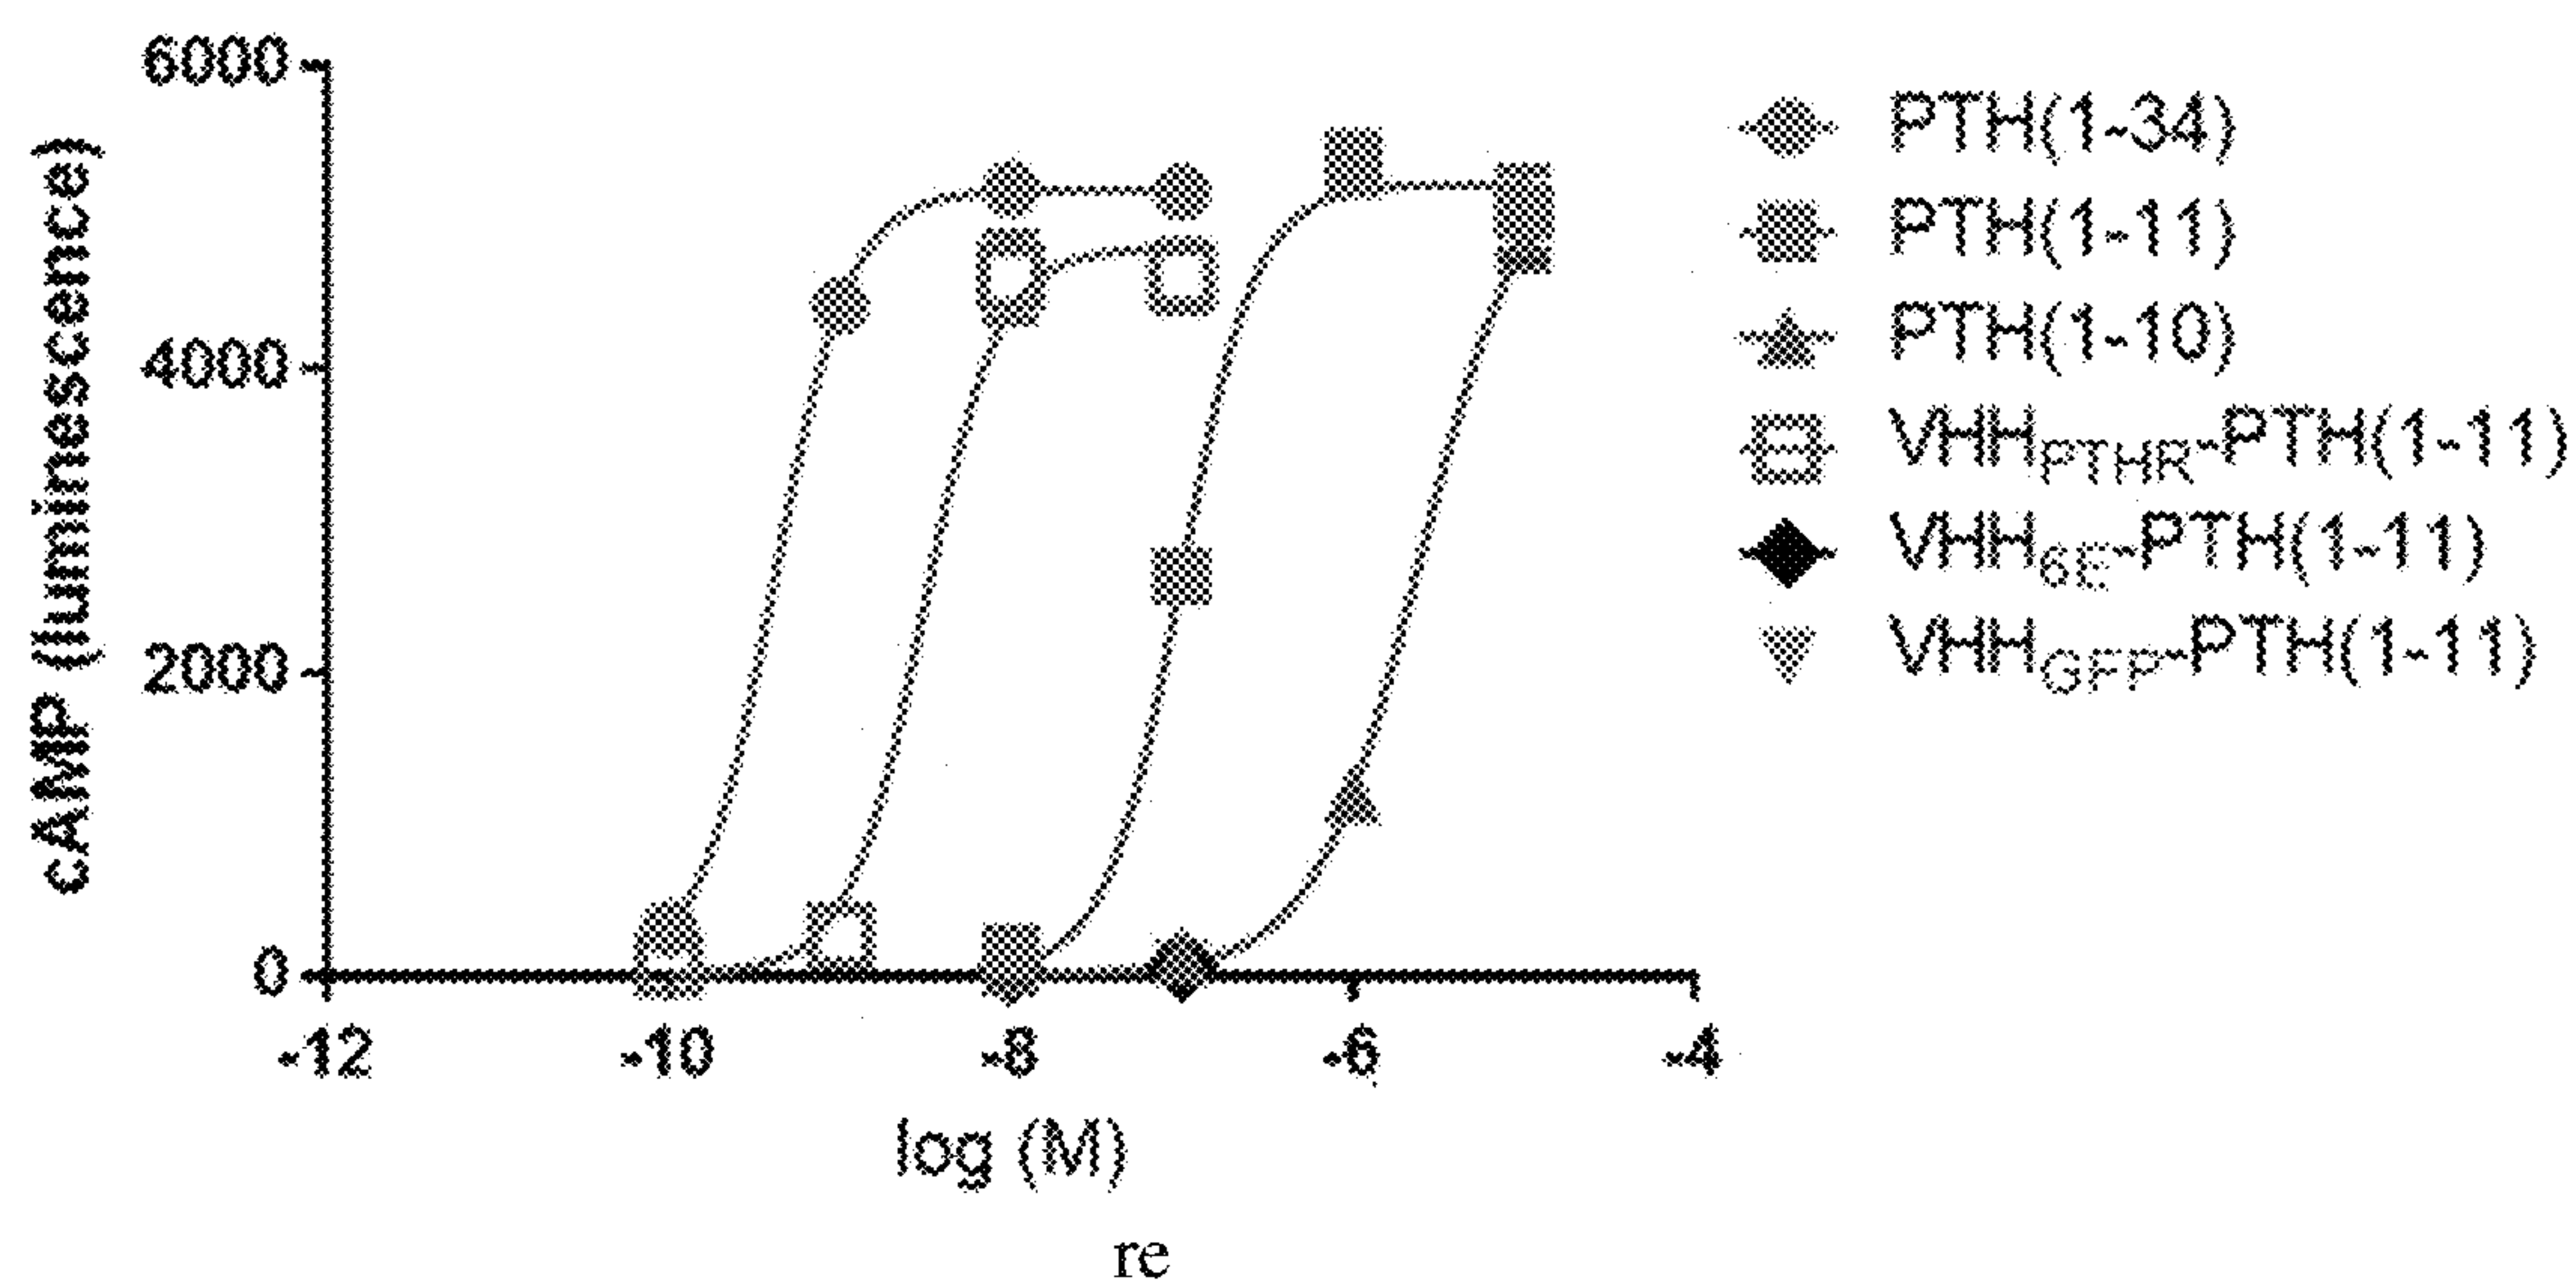 cAMP (luminescence)
6000
4000
2000
0
-12
-10
-8
-6
-4
log (M)
PTH(1-34)
PTH(1-11)
PTH(1-10)
VHHPTHR-PTH(1-11)
VHH6E-PTH(1-11)
VHHGFP-PTH(1-11)
re